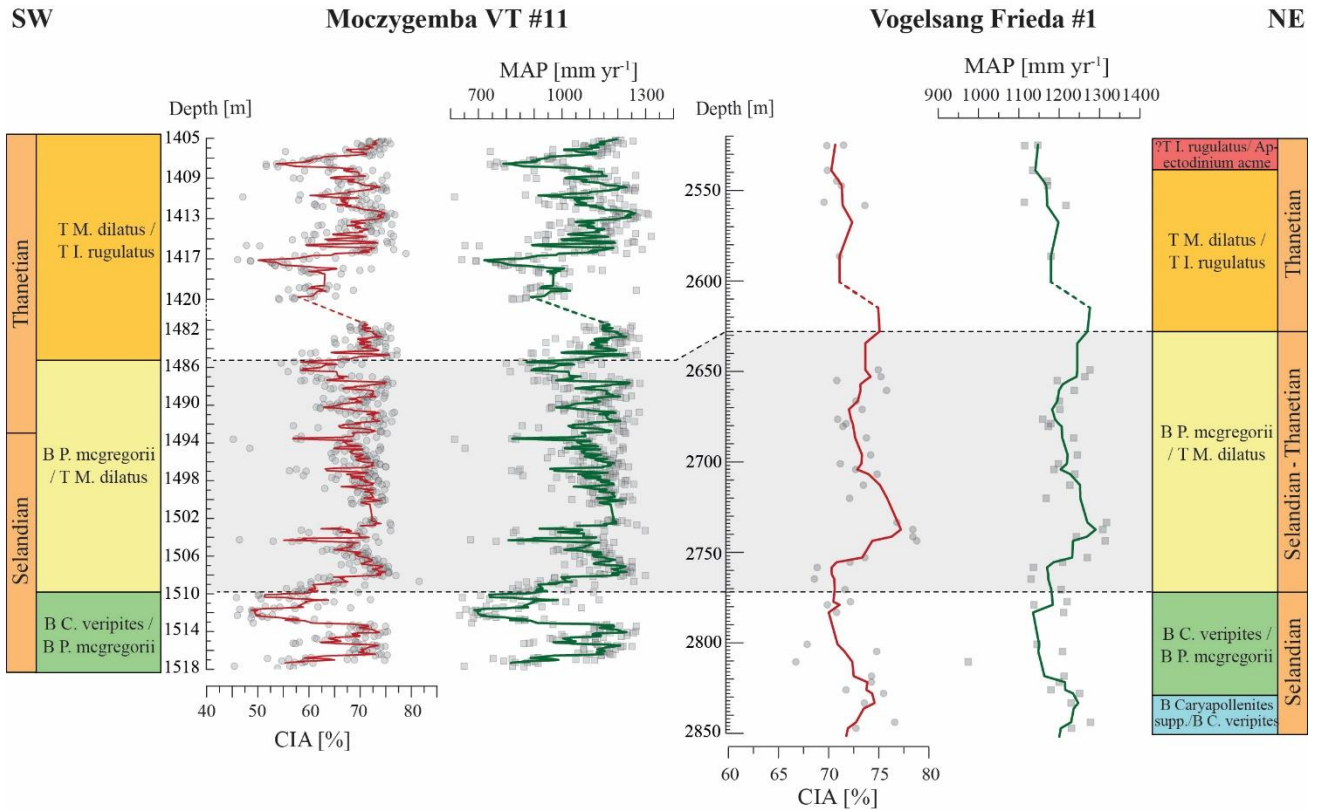 SW
Moczygemba VT #11
Vogelsang Frieda #1
NE
MAP [mm yr-1]
MAP [mm yr-1]
Depth [m]
700
1000
1300
Depth [m]
900
1000
1100
1200
1300
1400
Thanetian
Selandian
T M. dilatus /
T I. rugulatus
B P. mcgregorii
/ T M. dilatus
B C. veripites /
B P. mcgregorii
1405
1409
1413
1417
1420
1482
1486
1490
1494
1498
1502
1506
1510
1514
1518
40
50
60
70
80
CIA [%]
2550
2600
2650
2700
2750
2800
2850
60
65
70
75
80
CIA [%]
?T I. rugulatus/ Ap-
ectodinium acme
T M. dilatus /
T I. rugulatus
B P. mcgregorii
/ T M. dilatus
B C. veripites /
B P. mcgregorii
B Caryapollenites
supp./B C. veripites
Thanetian
Selandian - Thanetian
Selandian